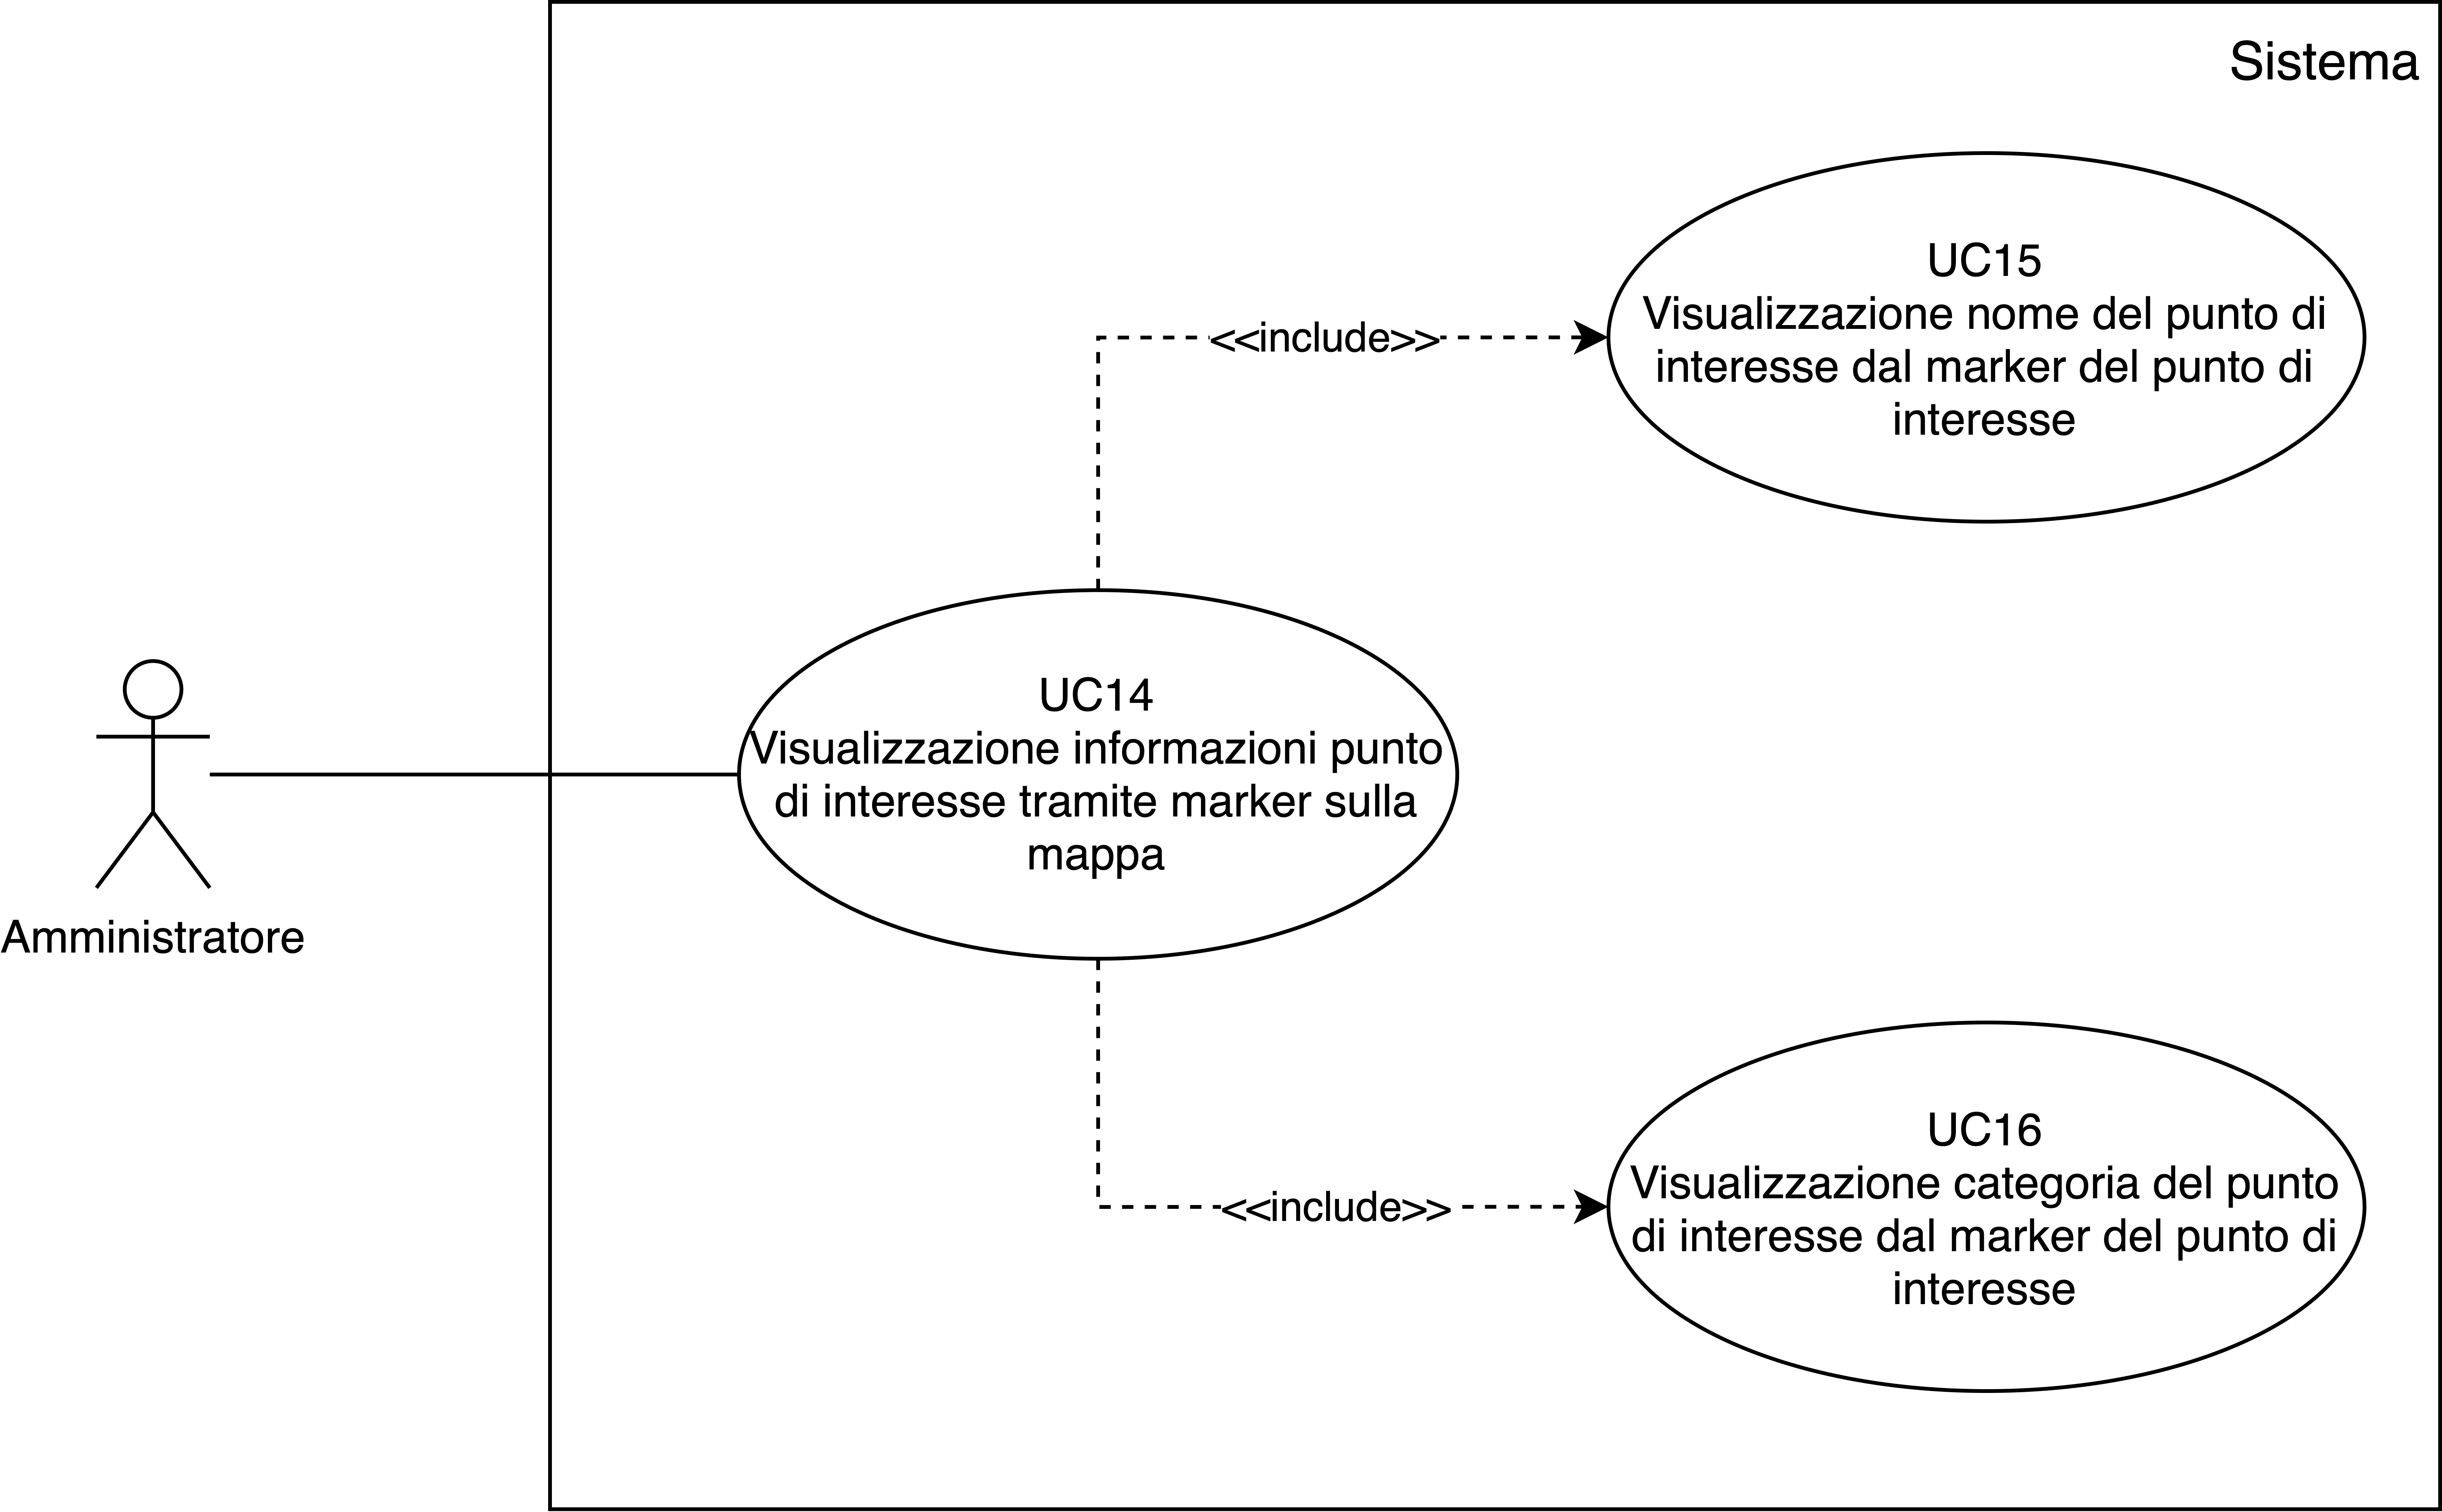 Sistema
UC15
Visualizzazione nome del punto di
interesse dal marker del punto di
interesse
<<include>>
UC14
Visualizzazione informazioni punto
di interesse tramite marker sulla
mappa
Amministratore
UC16
Visualizzazione categoria del punto
di interesse dal marker del punto di
interesse
<<include>>